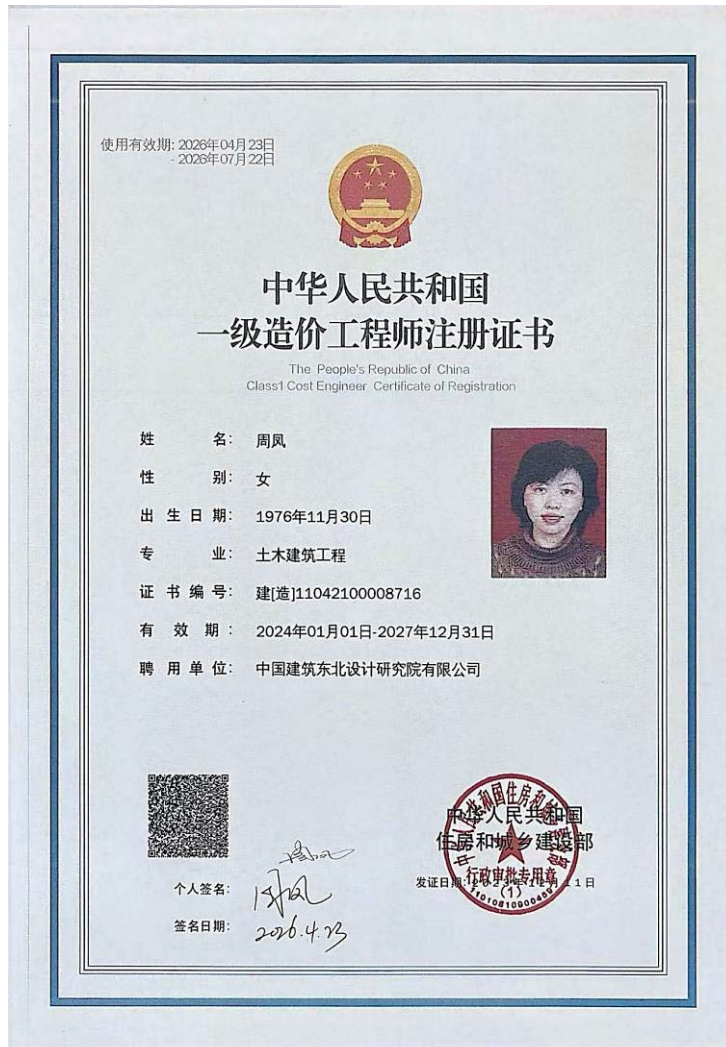 使用有效期: 2026年04月23日
- 2026年07月22日
中华人民共和国
一级造价工程师注册证书
The People's Republic of China
Class1 Cost Engineer Certificate of Registration
姓 名: 周凤
性 别: 女
出 生 日 期: 1976年11月30日
专 业: 土木建筑工程
证 书 编 号: 建[造]11042100008716
有 效 期: 2024年01月01日-2027年12月31日
聘 用 单 位: 中国建筑东北设计研究院有限公司
中华人民共和国
住房和城乡建设部
行政审批专用章
(1)
个人签名: 周凤
发证日期:
签名日期: 2026.4.23